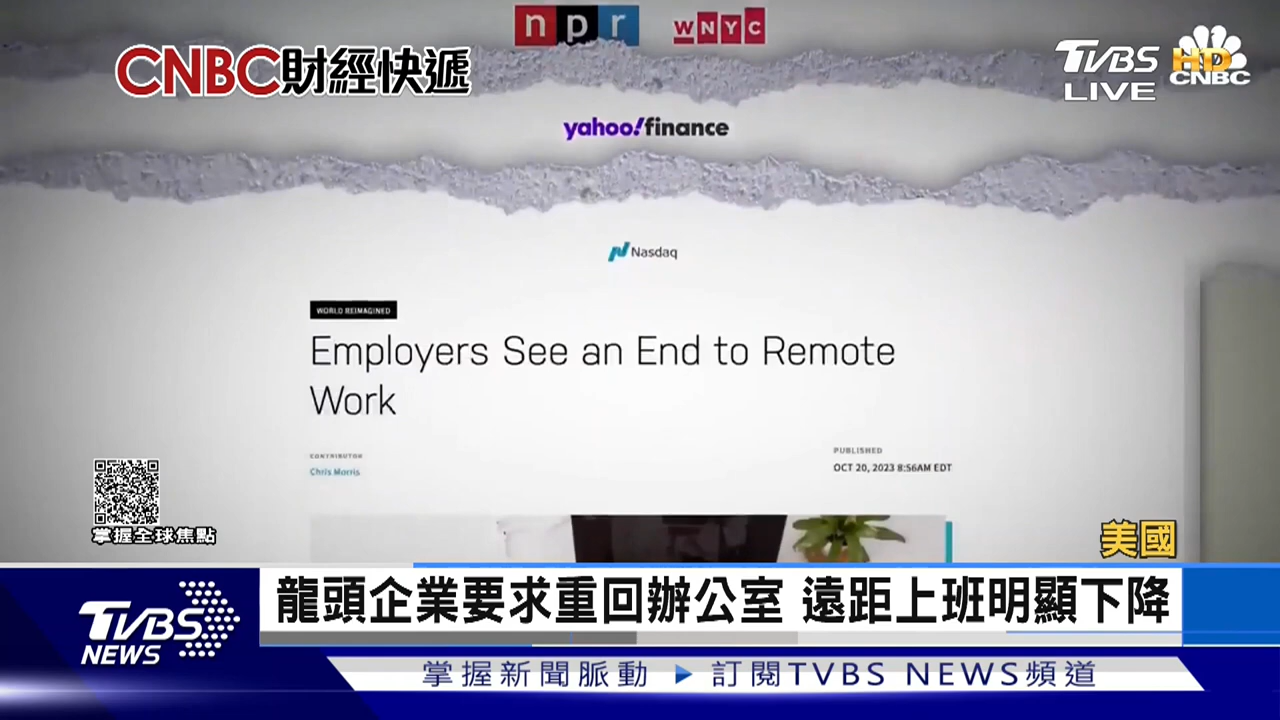 npr WNYC
CNBC財經快遞
TVBS
LIVE
HD
CNBC
yahoo!finance
Nasdaq
WORLD REIMAGINED
Employers See an End to Remote
Work
CONTRIBUTOR
Chris Morris
PUBLISHED
OCT 20, 2023 8:56AM EDT
掌握全球焦點
美國
龍頭企業要求重回辦公室 遠距上班明顯下降
TVBS
NEWS
掌握新聞脈動 ▶ 訂閱TVBS NEWS頻道